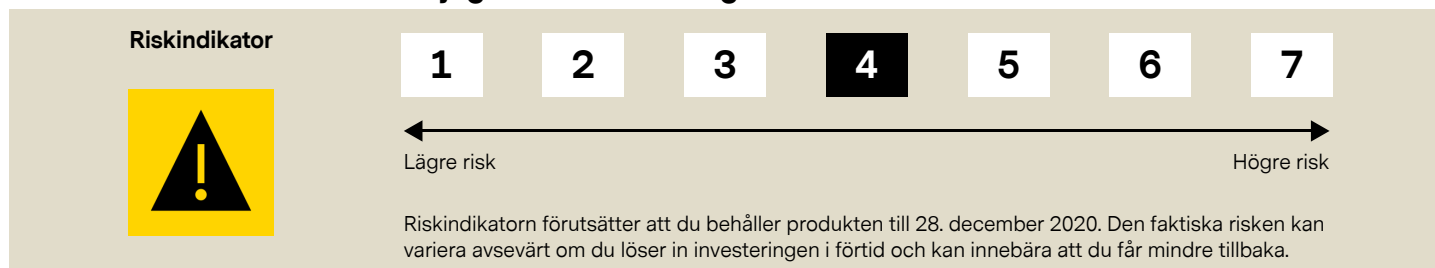 Riskindikator
1 2 3 4 5 6 7
Lägre risk Högre risk
Riskindikatorn förutsätter att du behåller produkten till 28. december 2020. Den faktiska risken kan
variera avsevärt om du löser in investeringen i förtid och kan innebära att du får mindre tillbaka.